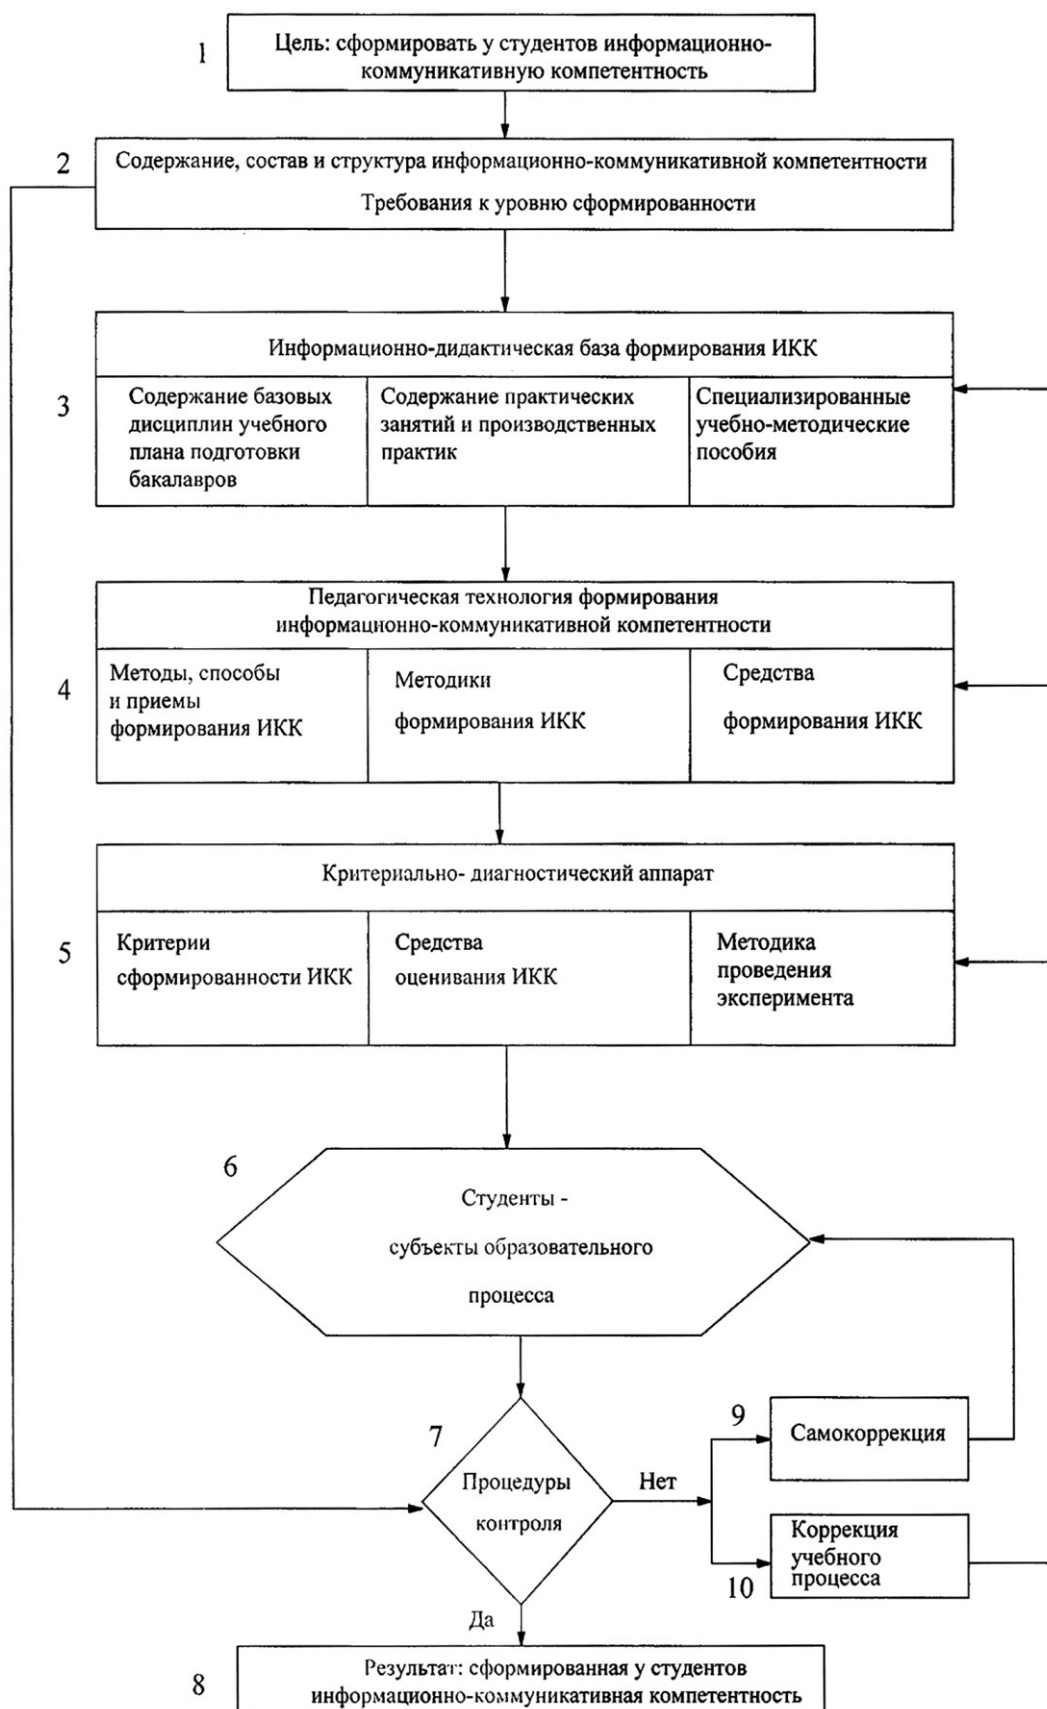 1
Цель: сформировать у студентов информационно-
коммуникативную компетентность
2
Содержание, состав и структура информационно-коммуникативной компетентности
Требования к уровню сформированности
Информационно-дидактическая база формирования ИКК
3
Содержание базовых
дисциплин учебного
плана подготовки
бакалавров
Содержание практических
занятий и производственных
практик
Специализированные
учебно-методические
пособия
Педагогическая технология формирования
информационно-коммуникативной компетентности
4
Методы, способы
и приемы
формирования ИКК
Методики
формирования ИКК
Средства
формирования ИКК
Критериально- диагностический аппарат
5
Критерии
сформированности ИКК
Средства
оценивания ИКК
Методика
проведения
эксперимента
6
Студенты -
субъекты образовательного
процесса
7
Процедуры
контроля
Нет
9
Самокоррекция
10
Коррекция
учебного
процесса
Да
8
Результат: сформированная у студентов
информационно-коммуникативная компетентность